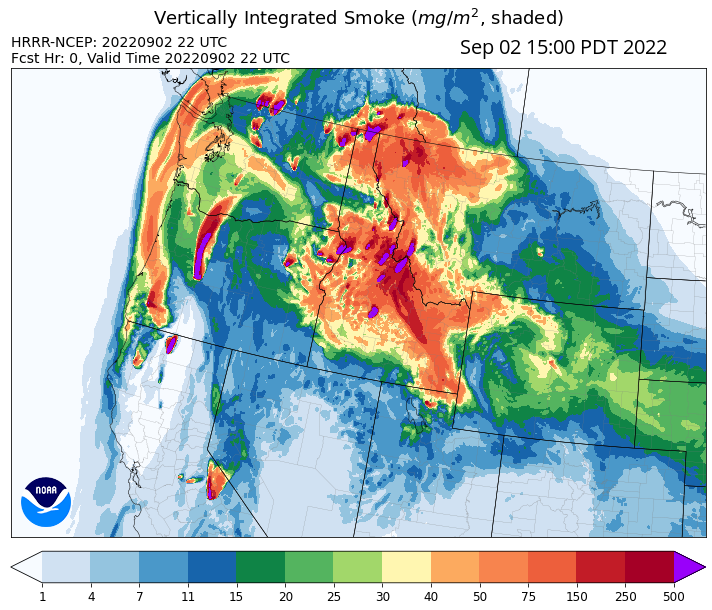 Vertically Integrated Smoke (mg/m², shaded)
HRRR-NCEP: 20220902 22 UTC
Fcst Hr: 0, Valid Time 20220902 22 UTC
Sep 02 15:00 PDT 2022
NOAA
1 4 7 11 15 20 25 30 40 50 75 150 250 500